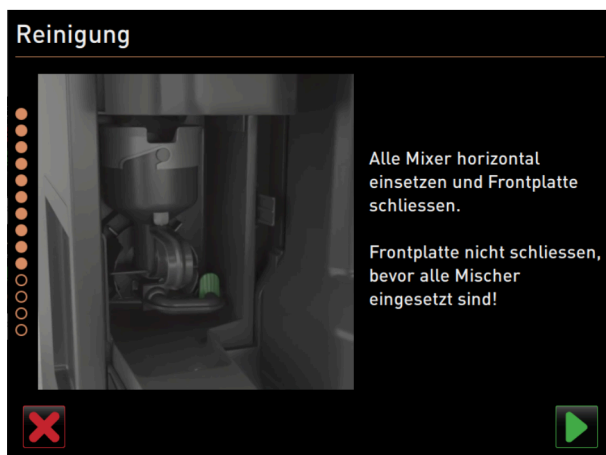 Reinigung
Alle Mixer horizontal
einsetzen und Frontplatte
schliessen.
Frontplatte nicht schliessen,
bevor alle Mischer
eingesetzt sind!